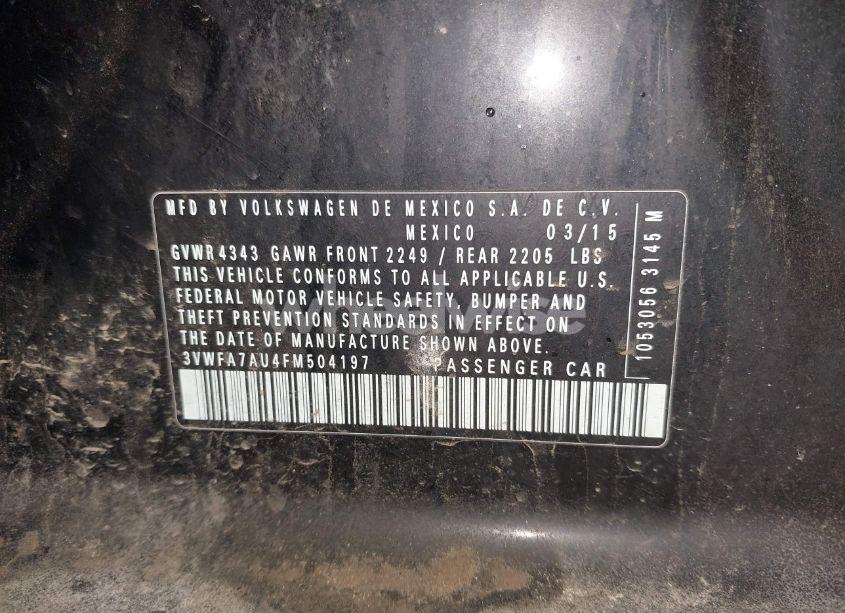 MFD BY VOLKSWAGEN DE MEXICO S.A. DE C.V.
MEXICO 03/15
GVWR 4343 GAWR FRONT 2249 / REAR 2205 LBS
THIS VEHICLE CONFORMS TO ALL APPLICABLE U.S.
FEDERAL MOTOR VEHICLE SAFETY, BUMPER AND
THEFT PREVENTION STANDARDS IN EFFECT ON
THE DATE OF MANUFACTURE SHOWN ABOVE.
3VWFA7AU4FM504197 PASSENGER CAR
1053056 3145 M